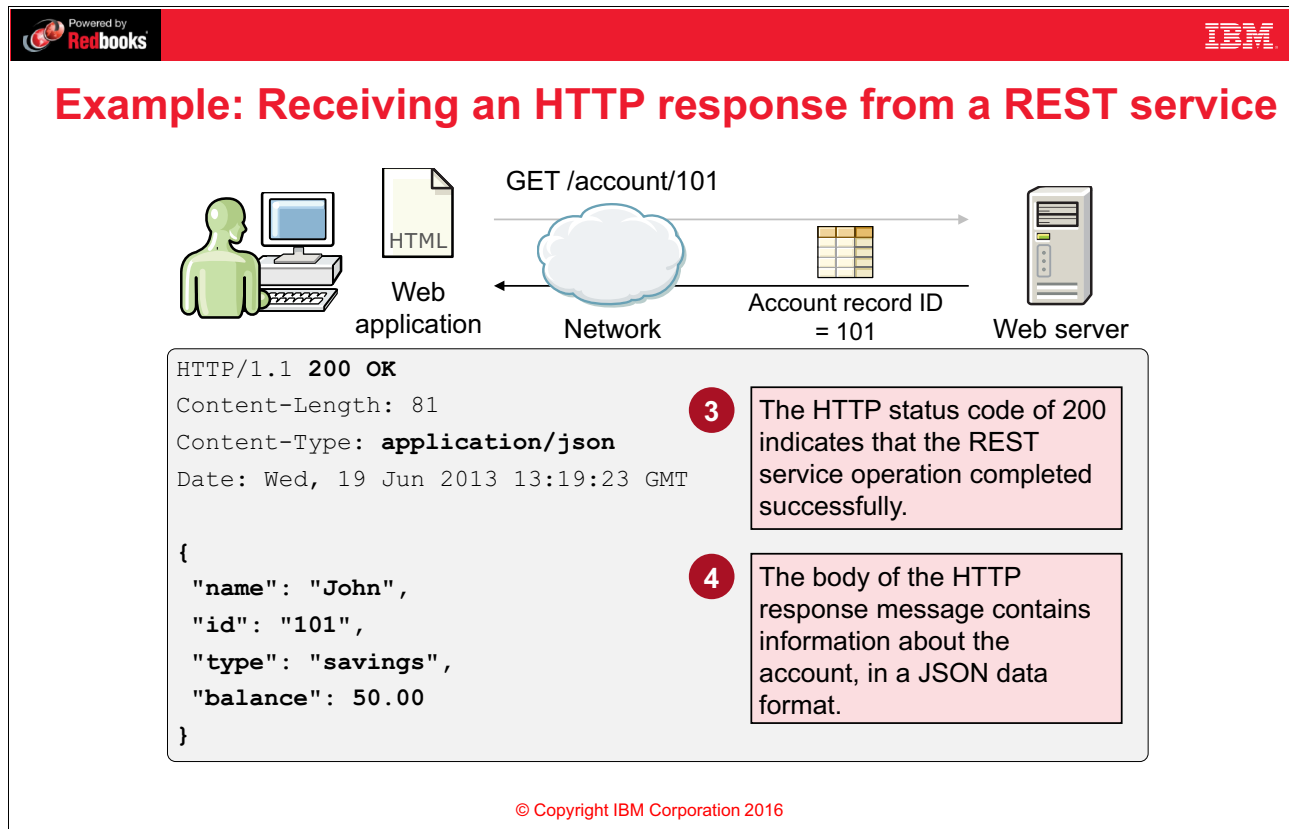 Powered by
Redbooks
IBM.
Example: Receiving an HTTP response from a REST service
GET /account/101
HTML
Web
application
Network
Account record ID
= 101
Web server
HTTP/1.1 200 OK
Content-Length: 81
Content-Type: application/json
Date: Wed, 19 Jun 2013 13:19:23 GMT
{
"name": "John",
"id": "101",
"type": "savings",
"balance": 50.00
}
3
The HTTP status code of 200
indicates that the REST
service operation completed
successfully.
4
The body of the HTTP
response message contains
information about the
account, in a JSON data
format.
© Copyright IBM Corporation 2016